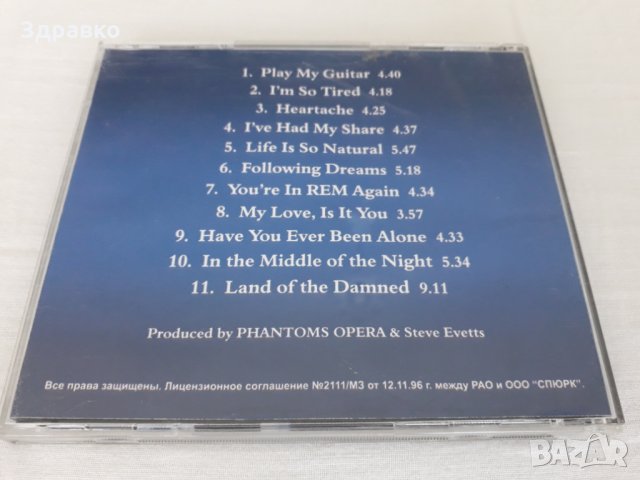 Здравко
1. Play My Guitar 4.40
2. I'm So Tired 4.18
3. Heartache 4.25
4. I've Had My Share 4.37
5. Life Is So Natural 5.47
6. Following Dreams 5.18
7. You're In REM Again 4.34
8. My Love, Is It You 3.57
9. Have You Ever Been Alone 4.33
10. In the Middle of the Night 5.34
11. Land of the Damned 9.11
Produced by PHANTOMS OPERA & Steve Evetts
Все права защищены. Лицензионное соглашение №2111/МЗ от 12.11.96 г. между РАО и ООО "СПЮРК".
BAZAR